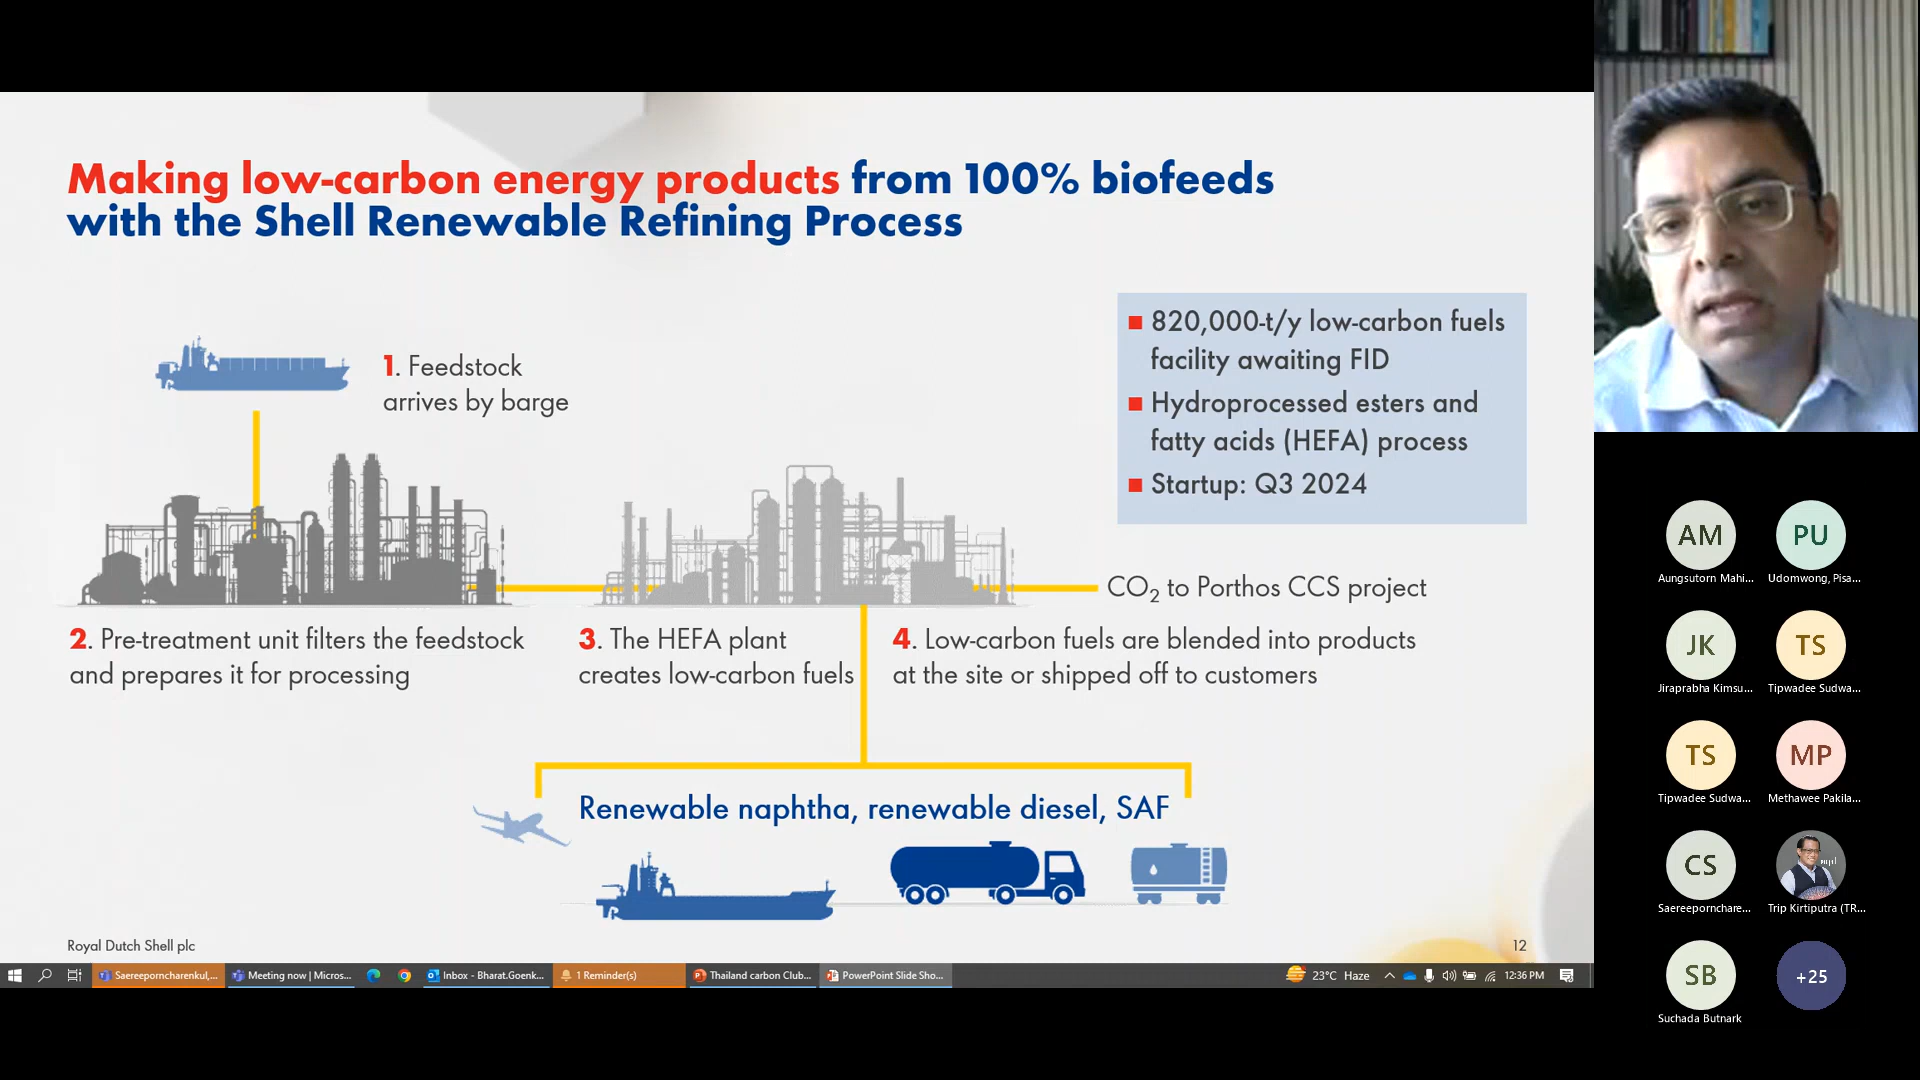 Making low-carbon energy products from 100% biofeeds
with the Shell Renewable Refining Process
1. Feedstock
arrives by barge
■ 820,000-t/y low-carbon fuels
facility awaiting FID
■ Hydroprocessed esters and
fatty acids (HEFA) process
■ Startup: Q3 2024
CO₂ to Porthos CCS project
2. Pre-treatment unit filters the feedstock
and prepares it for processing
3. The HEFA plant
creates low-carbon fuels
4. Low-carbon fuels are blended into products
at the site or shipped off to customers
Renewable naphtha, renewable diesel, SAF
Royal Dutch Shell plc
12
Saereepornchar​enkul,...
Meeting now | Micros...
Inbox - Bharat.Goenk...
1 Reminder(s)
Thailand carbon Club...
PowerPoint Slide Sho...
23°C Haze
12:36 PM
AM
Aungsutorn Mahi...
PU
Udomwong, Pisa...
JK
Jiraprabha Kimsu...
TS
Tipwadee Sudwa...
TS
Tipwadee Sudwa...
MP
Methawee Pakila...
CS
Saereeporncharе...
Trip Kirtiputra (TR...
SB
Suchada Butnark
+25